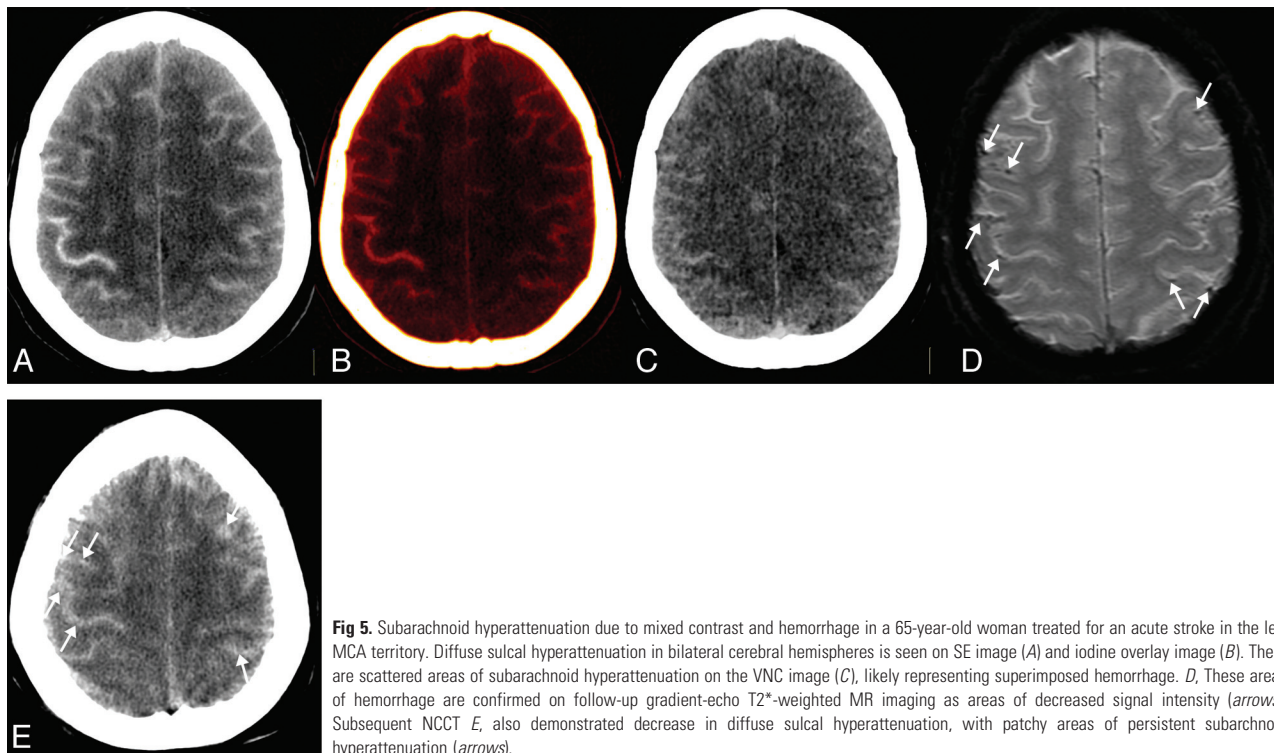 A
B
C
D
E
Fig 5. Subarachnoid hyperattenuation due to mixed contrast and hemorrhage in a 65-year-old woman treated for an acute stroke in the
MCA territory. Diffuse sulcal hyperattenuation in bilateral cerebral hemispheres is seen on SE image (A) and iodine overlay image (B).
are scattered areas of subarachnoid hyperattenuation on the VNC image (C), likely representing superimposed hemorrhage. D, These
of hemorrhage are confirmed on follow-up gradient-echo T2*-weighted MR imaging as areas of decreased signal intensity (arrows
Subsequent NCCT E, also demonstrated decrease in diffuse sulcal hyperattenuation, with patchy areas of persistent subarchnoi
hyperattenuation (arrows).